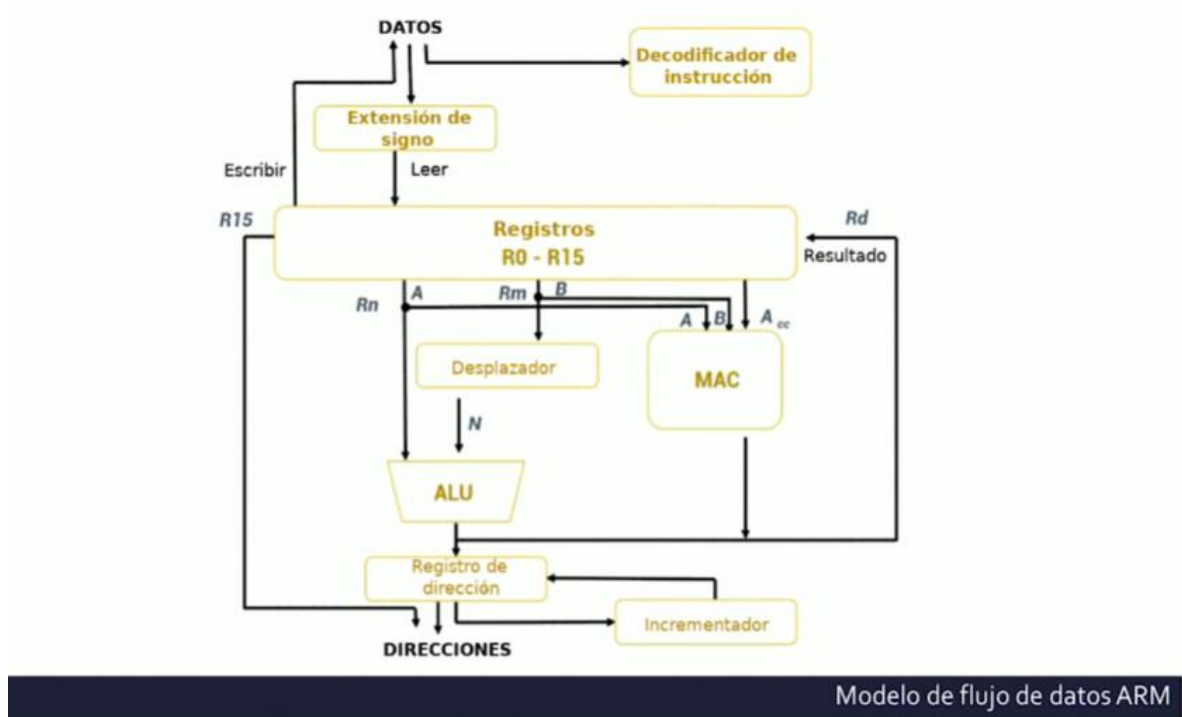 DATOS
Decodificador de
instrucción
Extensión de
signo
Escribir
Leer
R15
Registros
R0 - R15
Rd
Resultado
Rn
A
Rm
B
A
B
A cc
Desplazador
MAC
N
ALU
Registro de
dirección
Incrementador
DIRECCIONES
Modelo de flujo de datos ARM